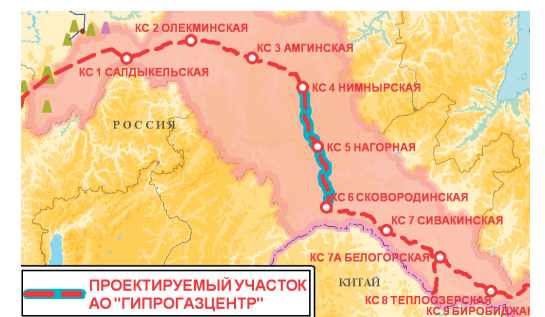 КС 2 ОЛЕКМИНСКАЯ
КС 3 АМГИНСКАЯ
КС 1 САЛДЫКЕЛЬСКАЯ
КС 4 НИМНЫРСКАЯ
РОССИЯ
КС 5 НАГОРНАЯ
КС 6 СКОВОРОДИНСКАЯ
КС 7 СИВАКИНСКАЯ
КС 7А БЕЛОГОРСКАЯ
КИТАЙ
ПРОЕКТИРУЕМЫЙ УЧАСТОК
АО "ГИПРОГАЗЦЕНТР"
КС 8 ТЕПЛООЗЕРСКАЯ
КС 9 БИРОБИДЖАН